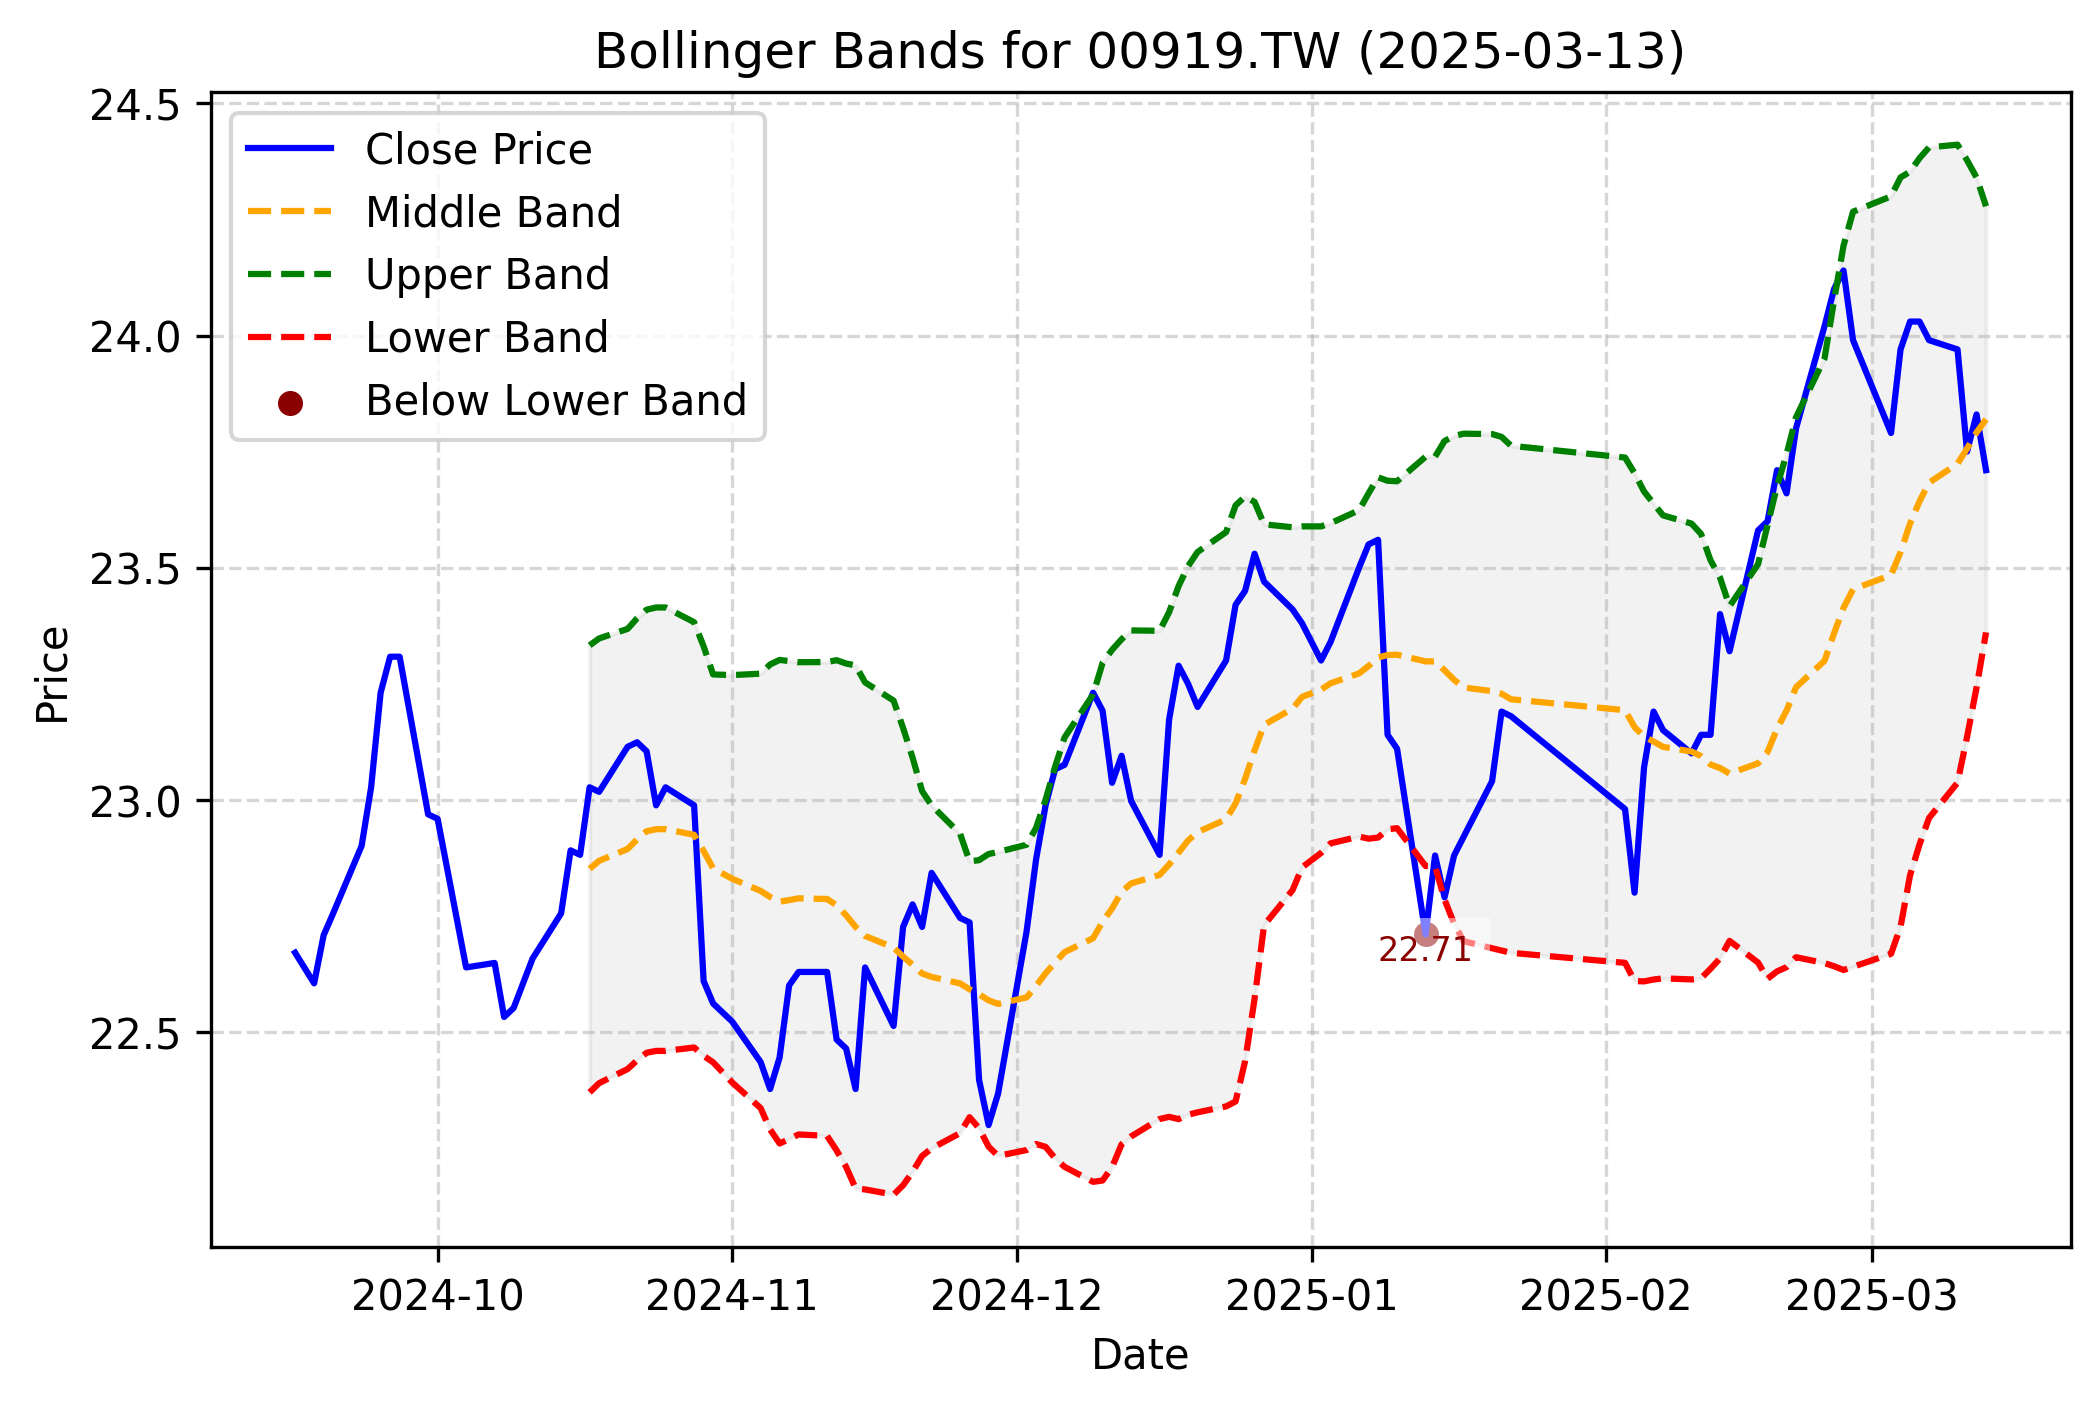 Bollinger Bands for 00919.TW (2025-03-13)
24.5
24.0
23.5
23.0
22.5
Price
Close Price
Middle Band
Upper Band
Lower Band
Below Lower Band
22.71
2024-10
2024-11
2024-12
2025-01
2025-02
2025-03
Date